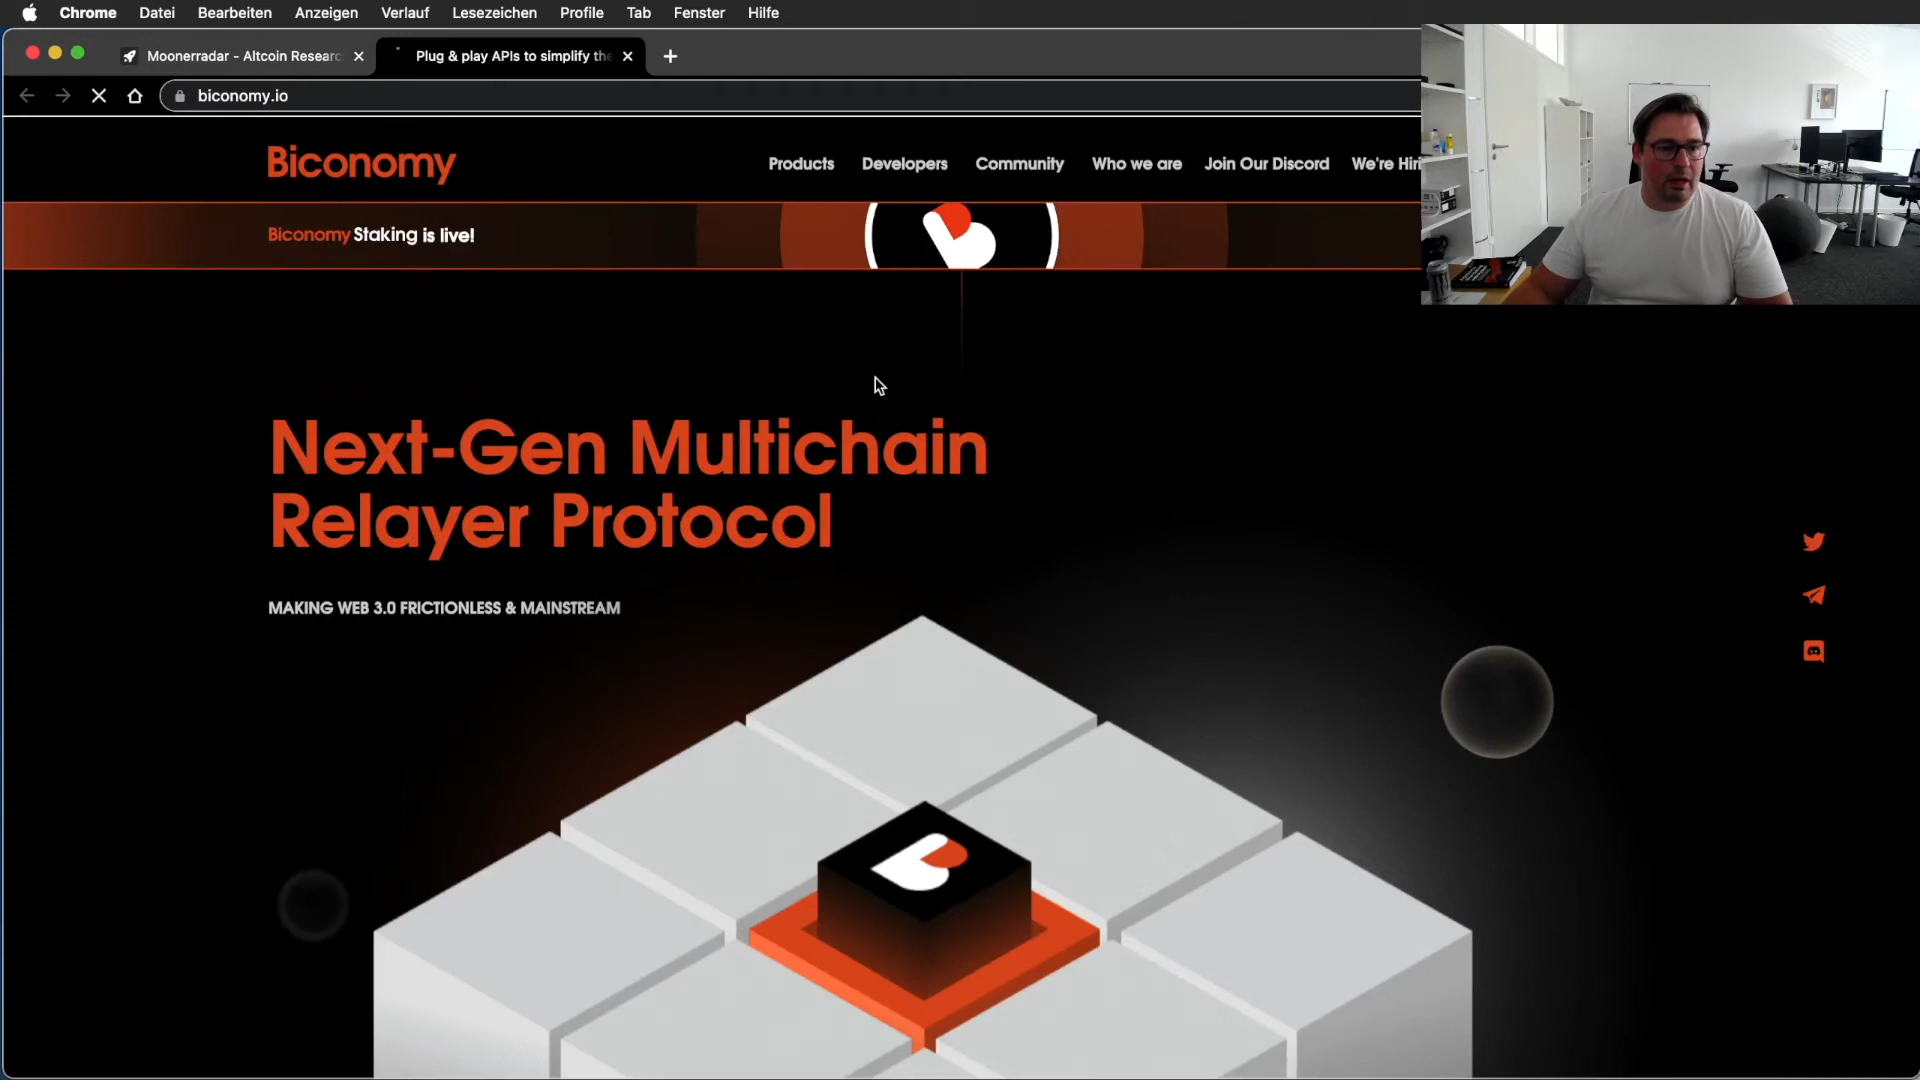 Chrome Datei Bearbeiten Anzeigen Verlauf Lesezeichen Profile Tab Fenster Hilfe
Moonerradar - Altcoin Researc
Plug & play APIs to simplify the
biconomy.io
Biconomy
Products Developers Community Who we are Join Our Discord We're Hiri
Biconomy Staking is live!
Next-Gen Multichain
Relayer Protocol
MAKING WEB 3.0 FRICTIONLESS & MAINSTREAM